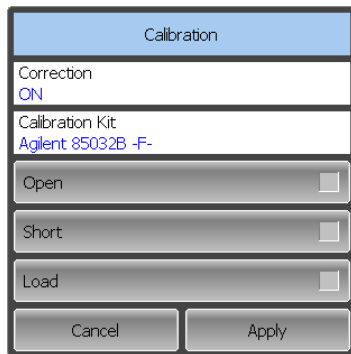 Calibration
Correction
ON
Calibration Kit
Agilent 85032B -F-
Open
Short
Load
Cancel Apply